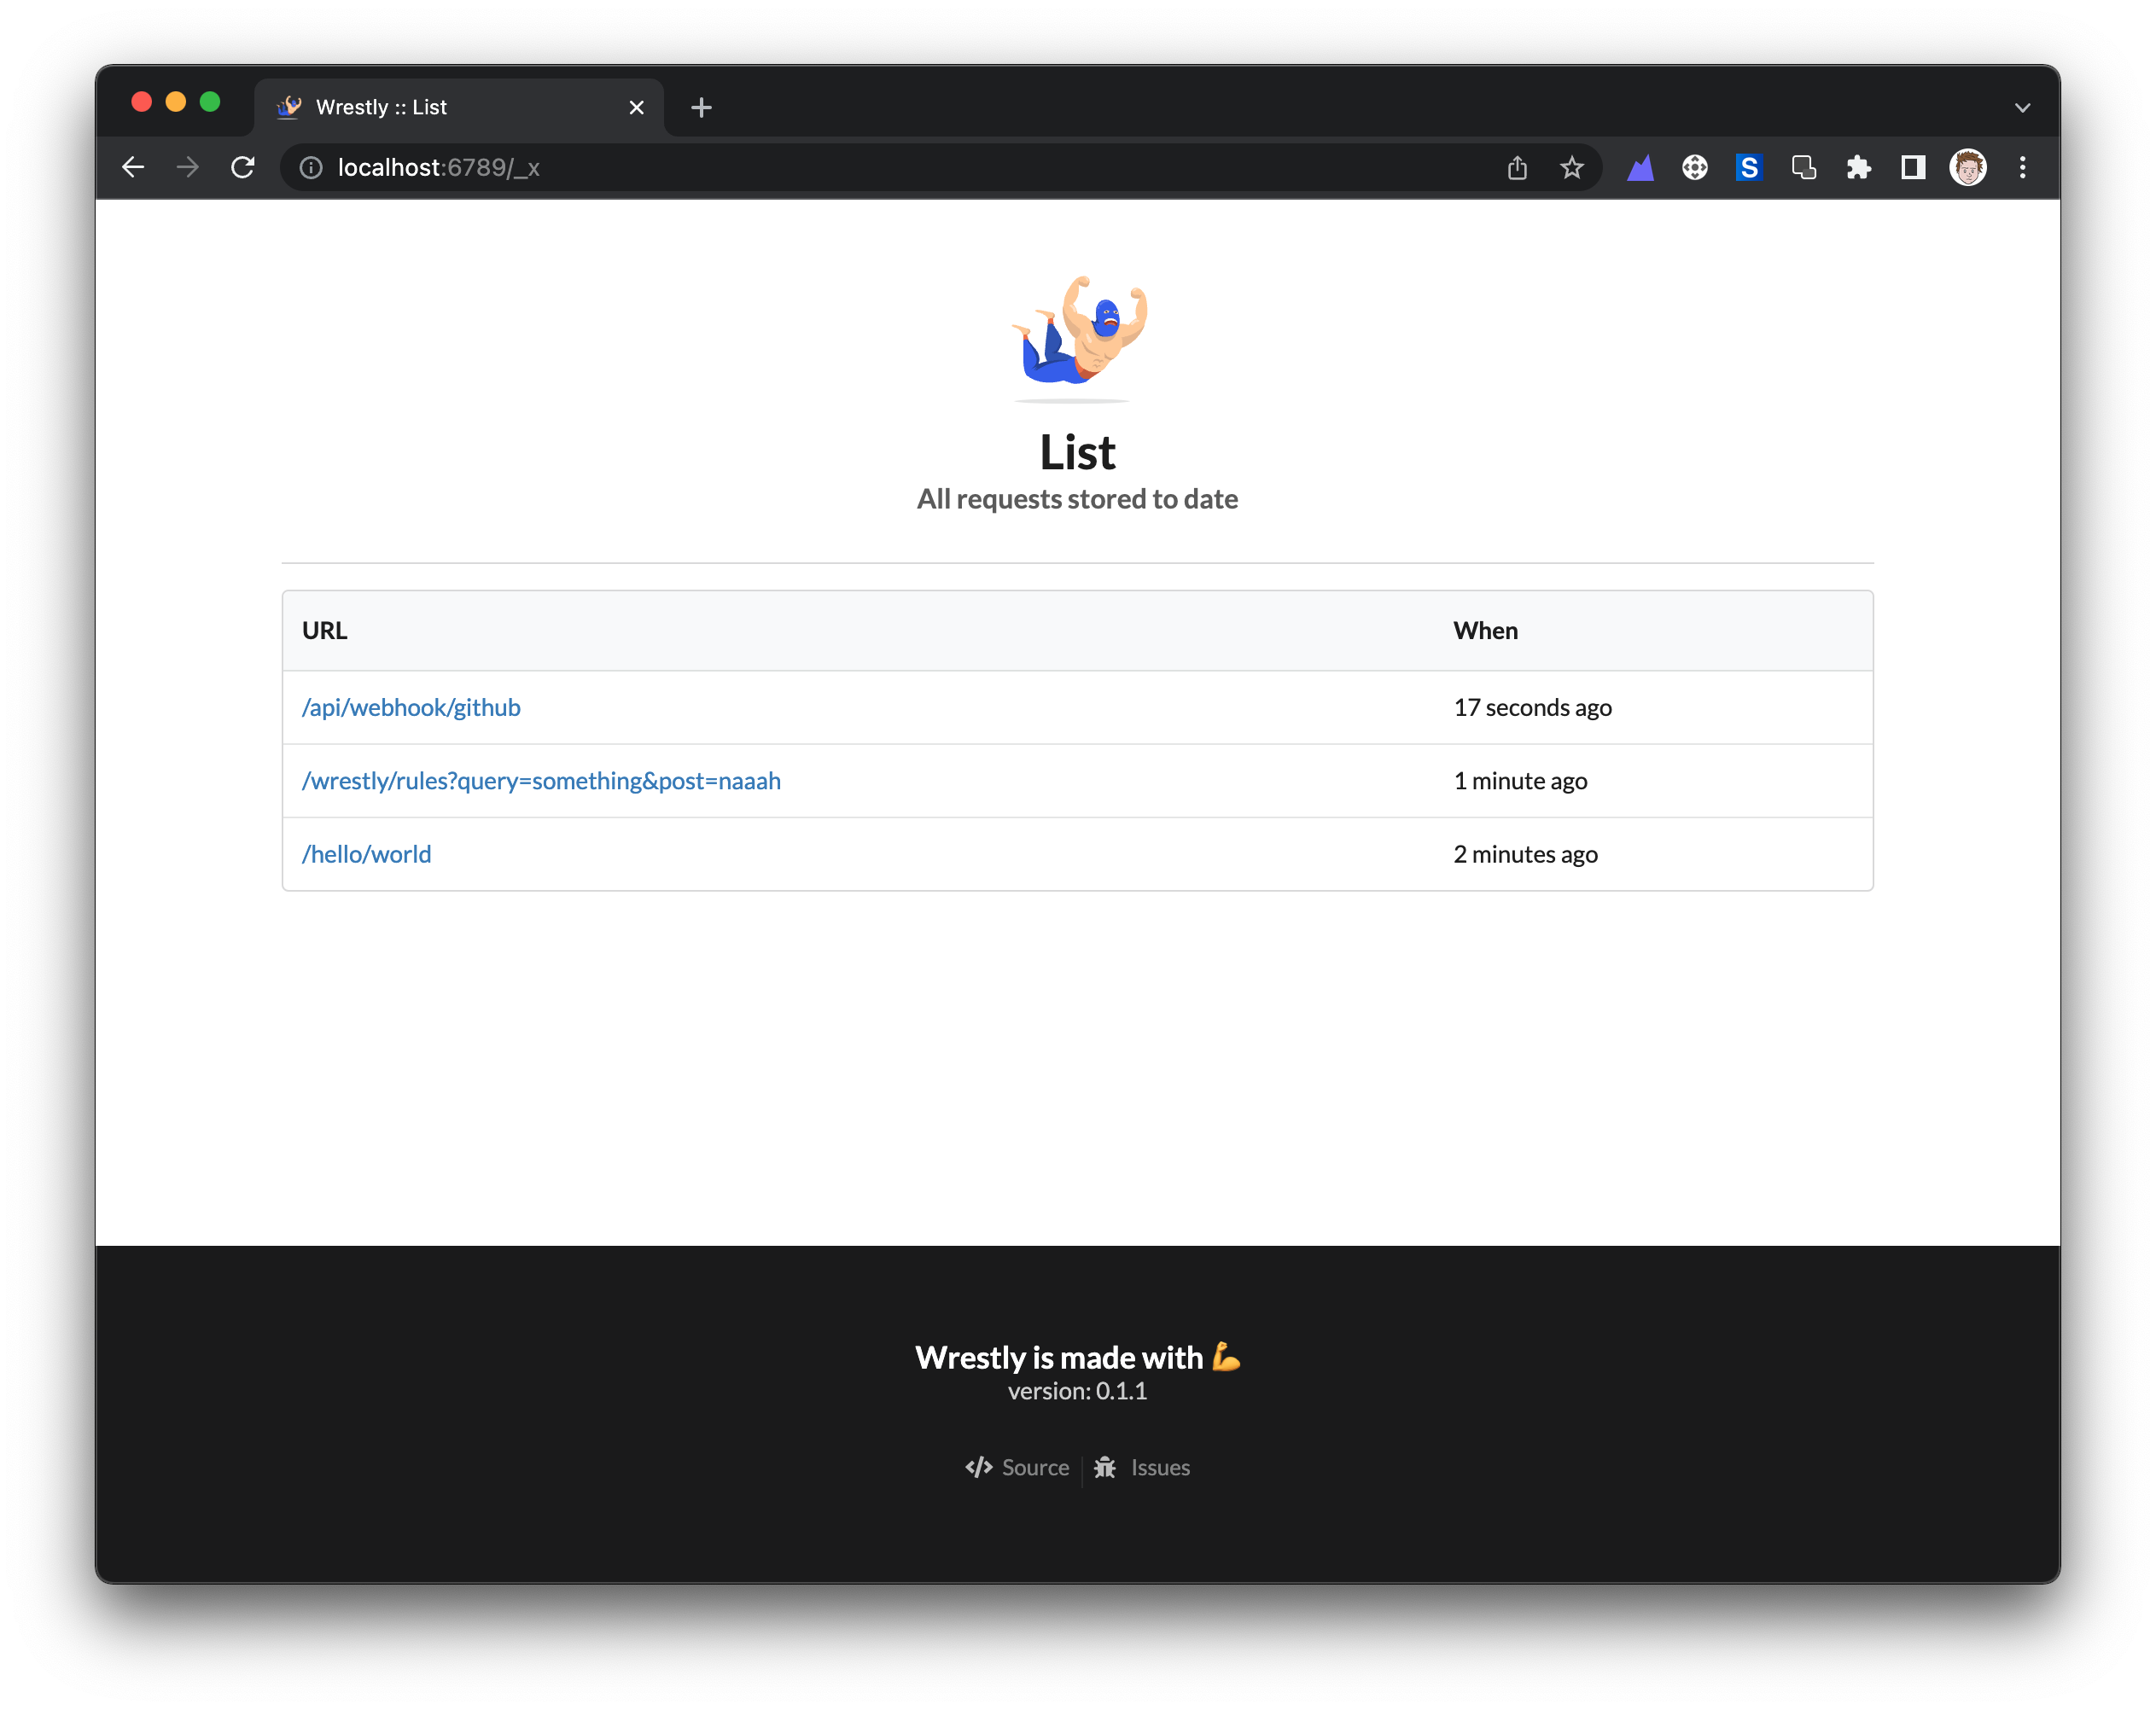 Wrestly :: List
localhost:6789/_x
S
List
All requests stored to date
URL When
/api/webhook/github 17 seconds ago
/wrestly/rules?query=something&post=naaah 1 minute ago
/hello/world 2 minutes ago
Wrestly is made with 💪
version: 0.1.1
</> Source Issues